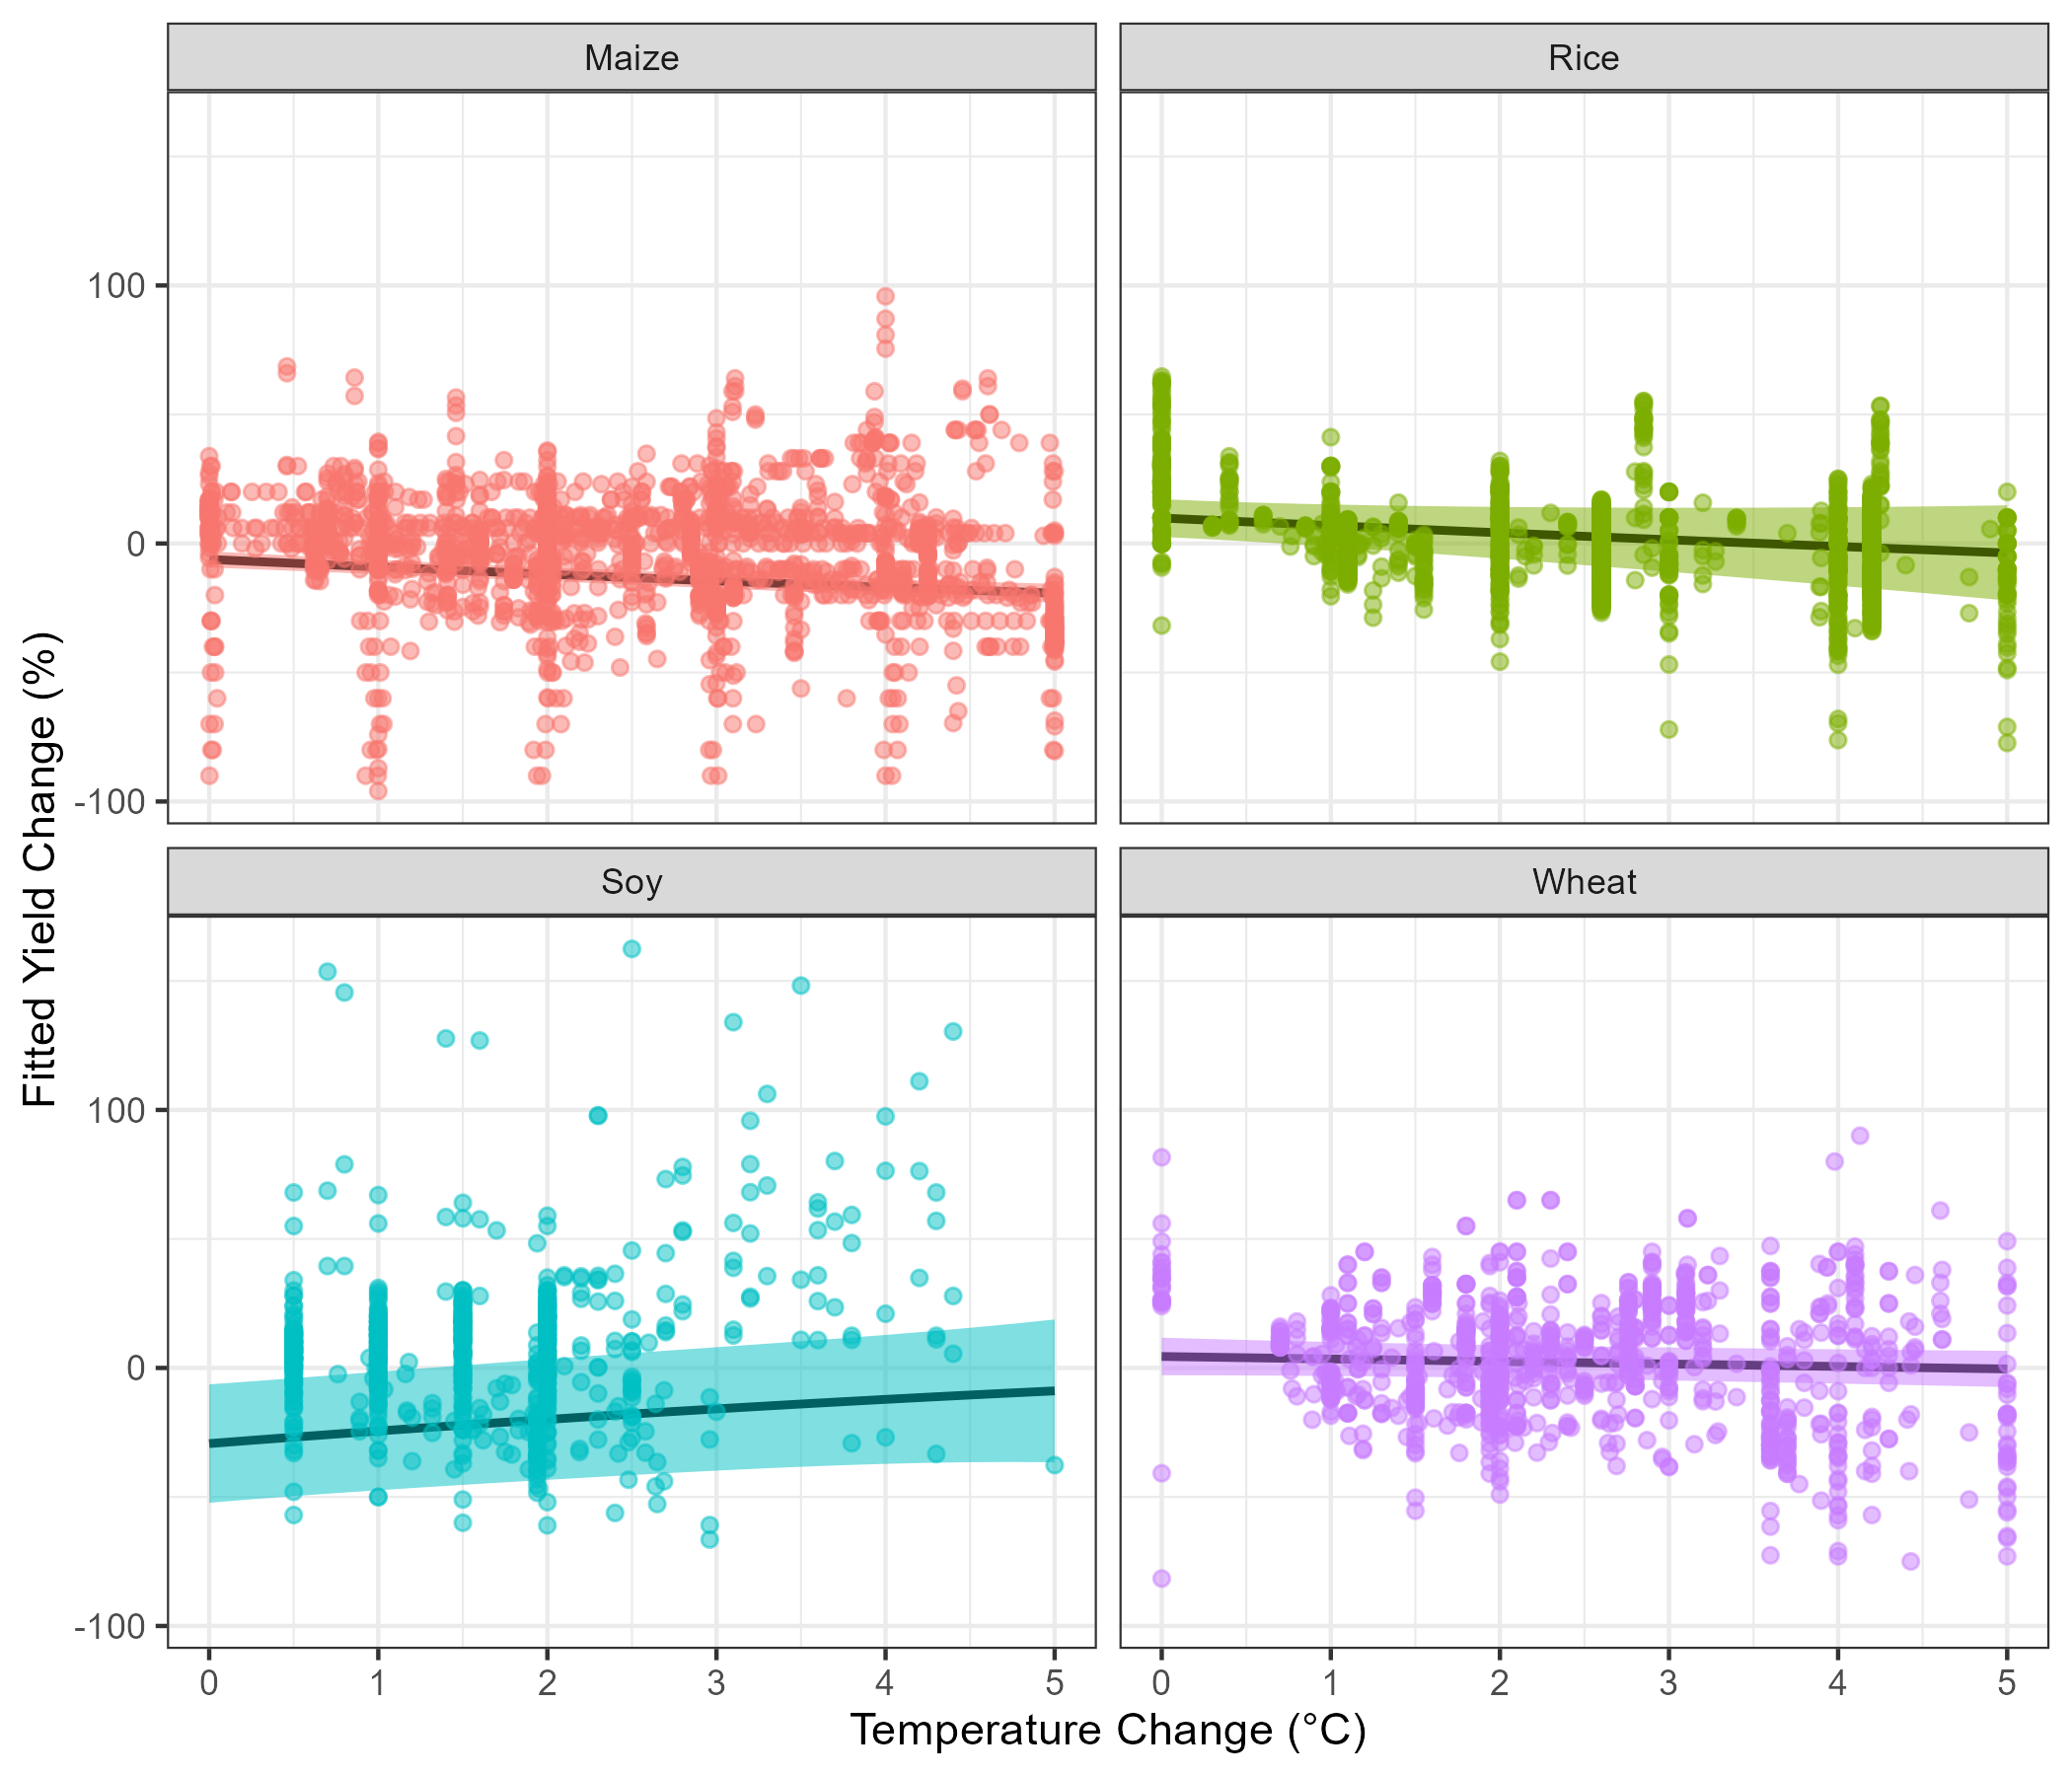 Maize
Rice
100
0
-100
Soy
Wheat
100
0
-100
0 1 2 3 4 5
0 1 2 3 4 5
Temperature Change (°C)
Fitted Yield Change (%)